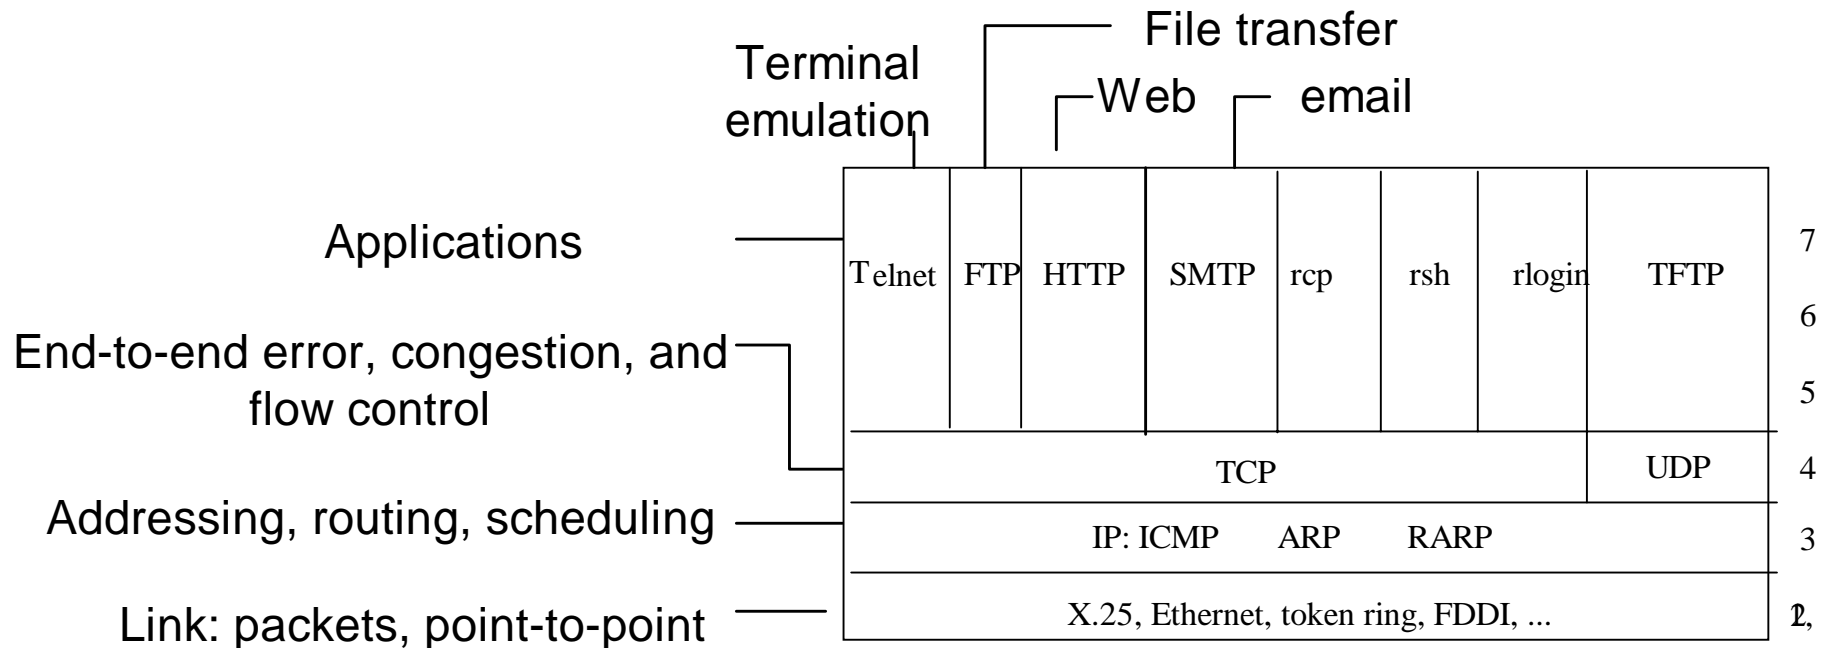 File transfer
Terminal
emulation
Web
email
Applications
7
Telnet FTP HTTP SMTP rcp rsh rlogin TFTP
6
End-to-end error, congestion, and
flow control
5
TCP UDP 4
Addressing, routing, scheduling
IP: ICMP ARP RARP 3
Link: packets, point-to-point
X.25, Ethernet, token ring, FDDI, ...